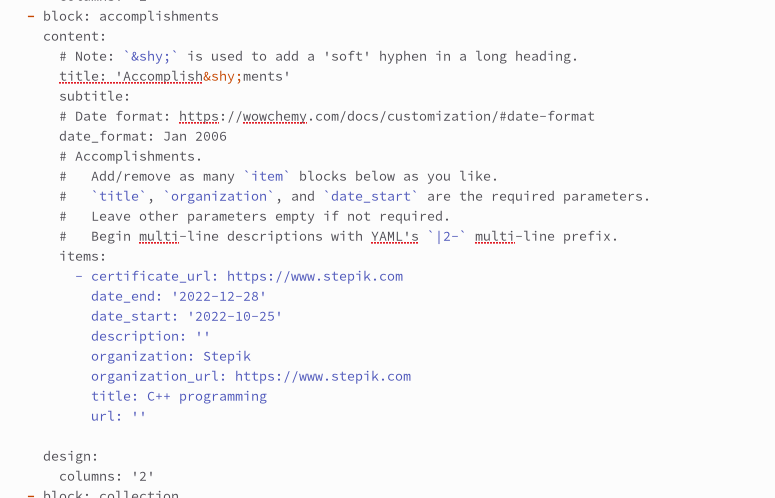 - block: accomplishments
content:
# Note: `&shy;` is used to add a 'soft' hyphen in a long heading.
title: 'Accomplish&shy;ments'
subtitle:
# Date format: https://wowchemy.com/docs/customization/#date-format
date_format: Jan 2006
# Accomplishments.
#   Add/remove as many `item` blocks below as you like.
#   `title`, `organization`, and `date_start` are the required parameters.
#   Leave other parameters empty if not required.
#   Begin multi-line descriptions with YAML's `|2-` multi-line prefix.
items:
- certificate_url: https://www.stepik.com
date_end: '2022-12-28'
date_start: '2022-10-25'
description: ''
organization: Stepik
organization_url: https://www.stepik.com
title: C++ programming
url: ''
design:
columns: '2'
- block: collection